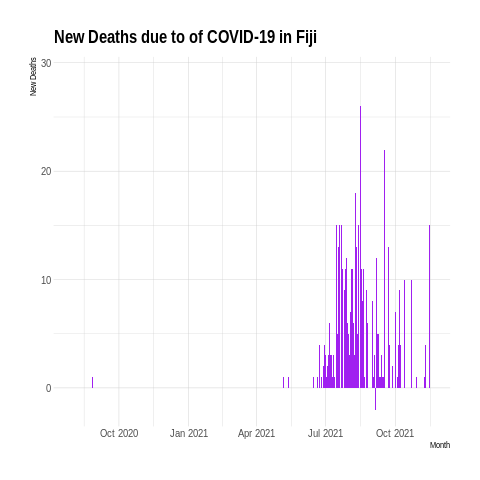 New Deaths due to of COVID-19 in Fiji
New Deaths
30
20
10
0
Oct 2020
Jan 2021
Apr 2021
Jul 2021
Oct 2021
Month